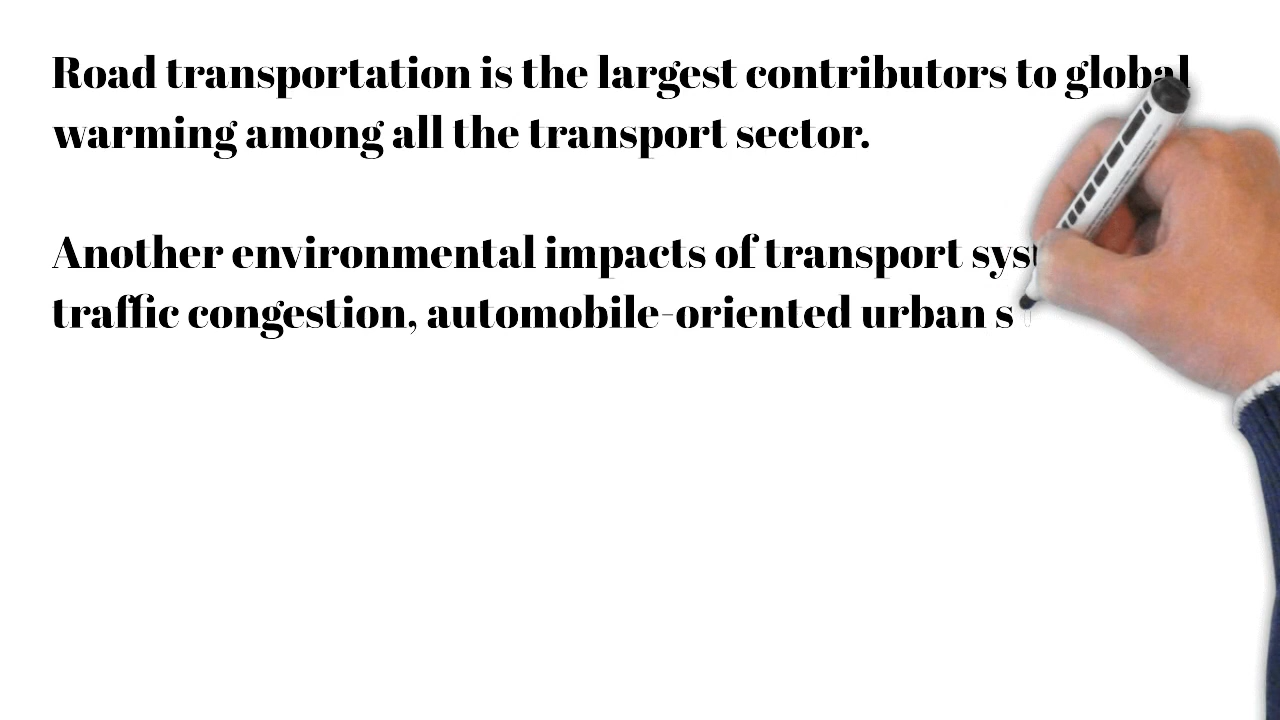 Road transportation is the largest contributors to global
warming among all the transport sector.
Another environmental impacts of transport
traffic congestion, automobile-oriented urban